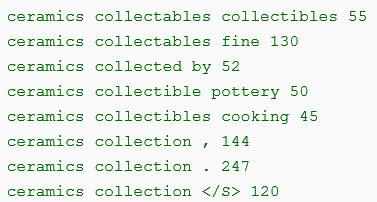 ceramics collectables collectibles 55
ceramics collectables fine 130
ceramics collected by 52
ceramics collectible pottery 50
ceramics collectibles cooking 45
ceramics collection , 144
ceramics collection . 247
ceramics collection </S> 120